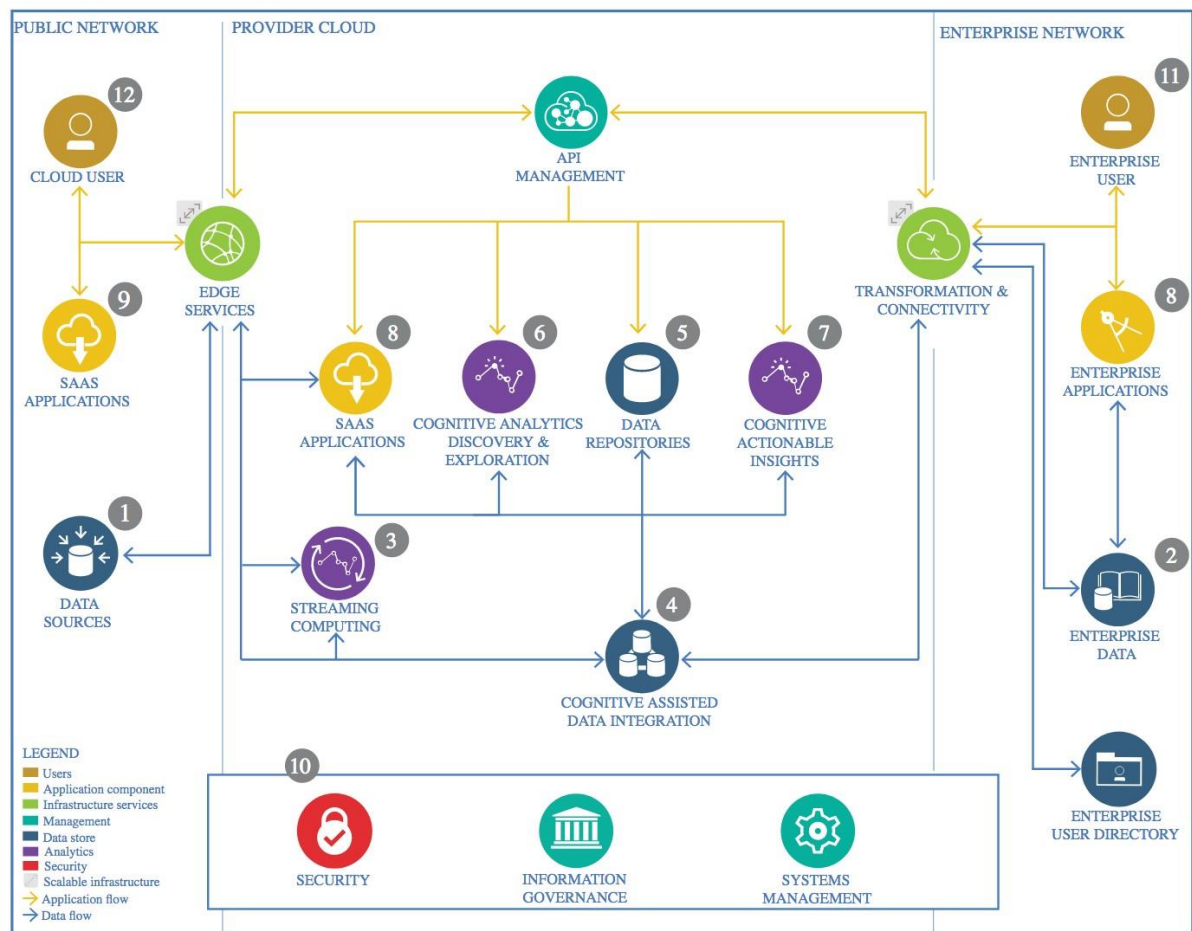 PUBLIC NETWORK
PROVIDER CLOUD
ENTERPRISE NETWORK
12
CLOUD USER
API
MANAGEMENT
11
ENTERPRISE
USER
EDGE
SERVICES
TRANSFORMATION &
CONNECTIVITY
9
SAAS
APPLICATIONS
8
SAAS
APPLICATIONS
6
COGNITIVE ANALYTICS
DISCOVERY &
EXPLORATION
5
DATA
REPOSITORIES
7
COGNITIVE
ACTIONABLE
INSIGHTS
8
ENTERPRISE
APPLICATIONS
1
DATA
SOURCES
3
STREAMING
COMPUTING
4
COGNITIVE ASSISTED
DATA INTEGRATION
2
ENTERPRISE
DATA
ENTERPRISE
USER DIRECTORY
LEGEND
Users
Application component
Infrastructure services
Management
Data store
Analytics
Security
Scalable infrastructure
Application flow
Data flow
10
SECURITY
INFORMATION
GOVERNANCE
SYSTEMS
MANAGEMENT